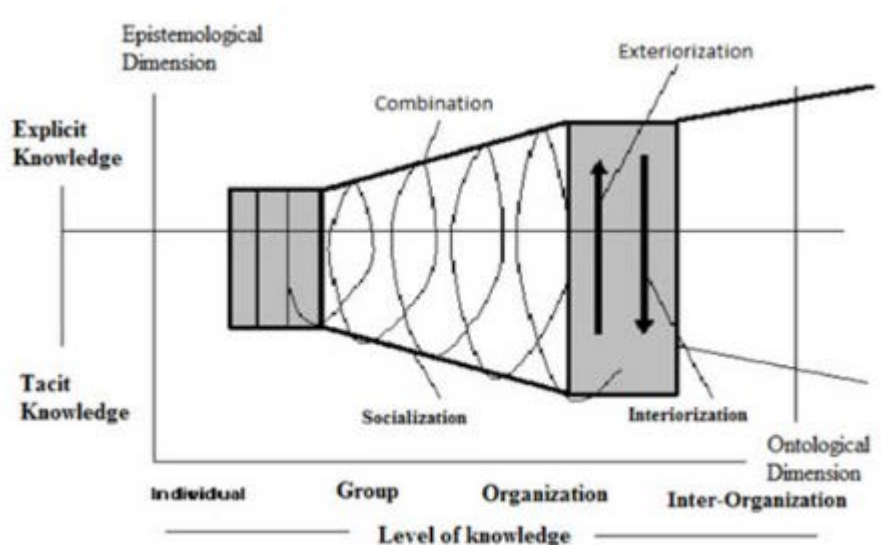 Epistemological
Dimension
Exteriorization
Combination
Explicit
Knowledge
Tacit
Knowledge
Socialization
Interiorization
Ontological
Dimension
Individual
Group
Organization
Inter-Organization
Level of knowledge